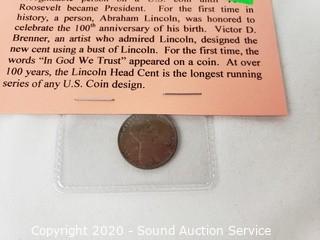 Roosevelt became President. For the first time in
history, a person, Abraham Lincoln, was honored to
celebrate the 100th anniversary of his birth. Victor D.
Brenner, an artist who admired Lincoln, designed the
new cent using a bust of Lincoln. For the first time, the
words "In God We Trust" appeared on a coin. At over
100 years, the Lincoln Head Cent is the longest running
series of any U.S. Coin design.
Copyright 2020 - Sound Auction Service